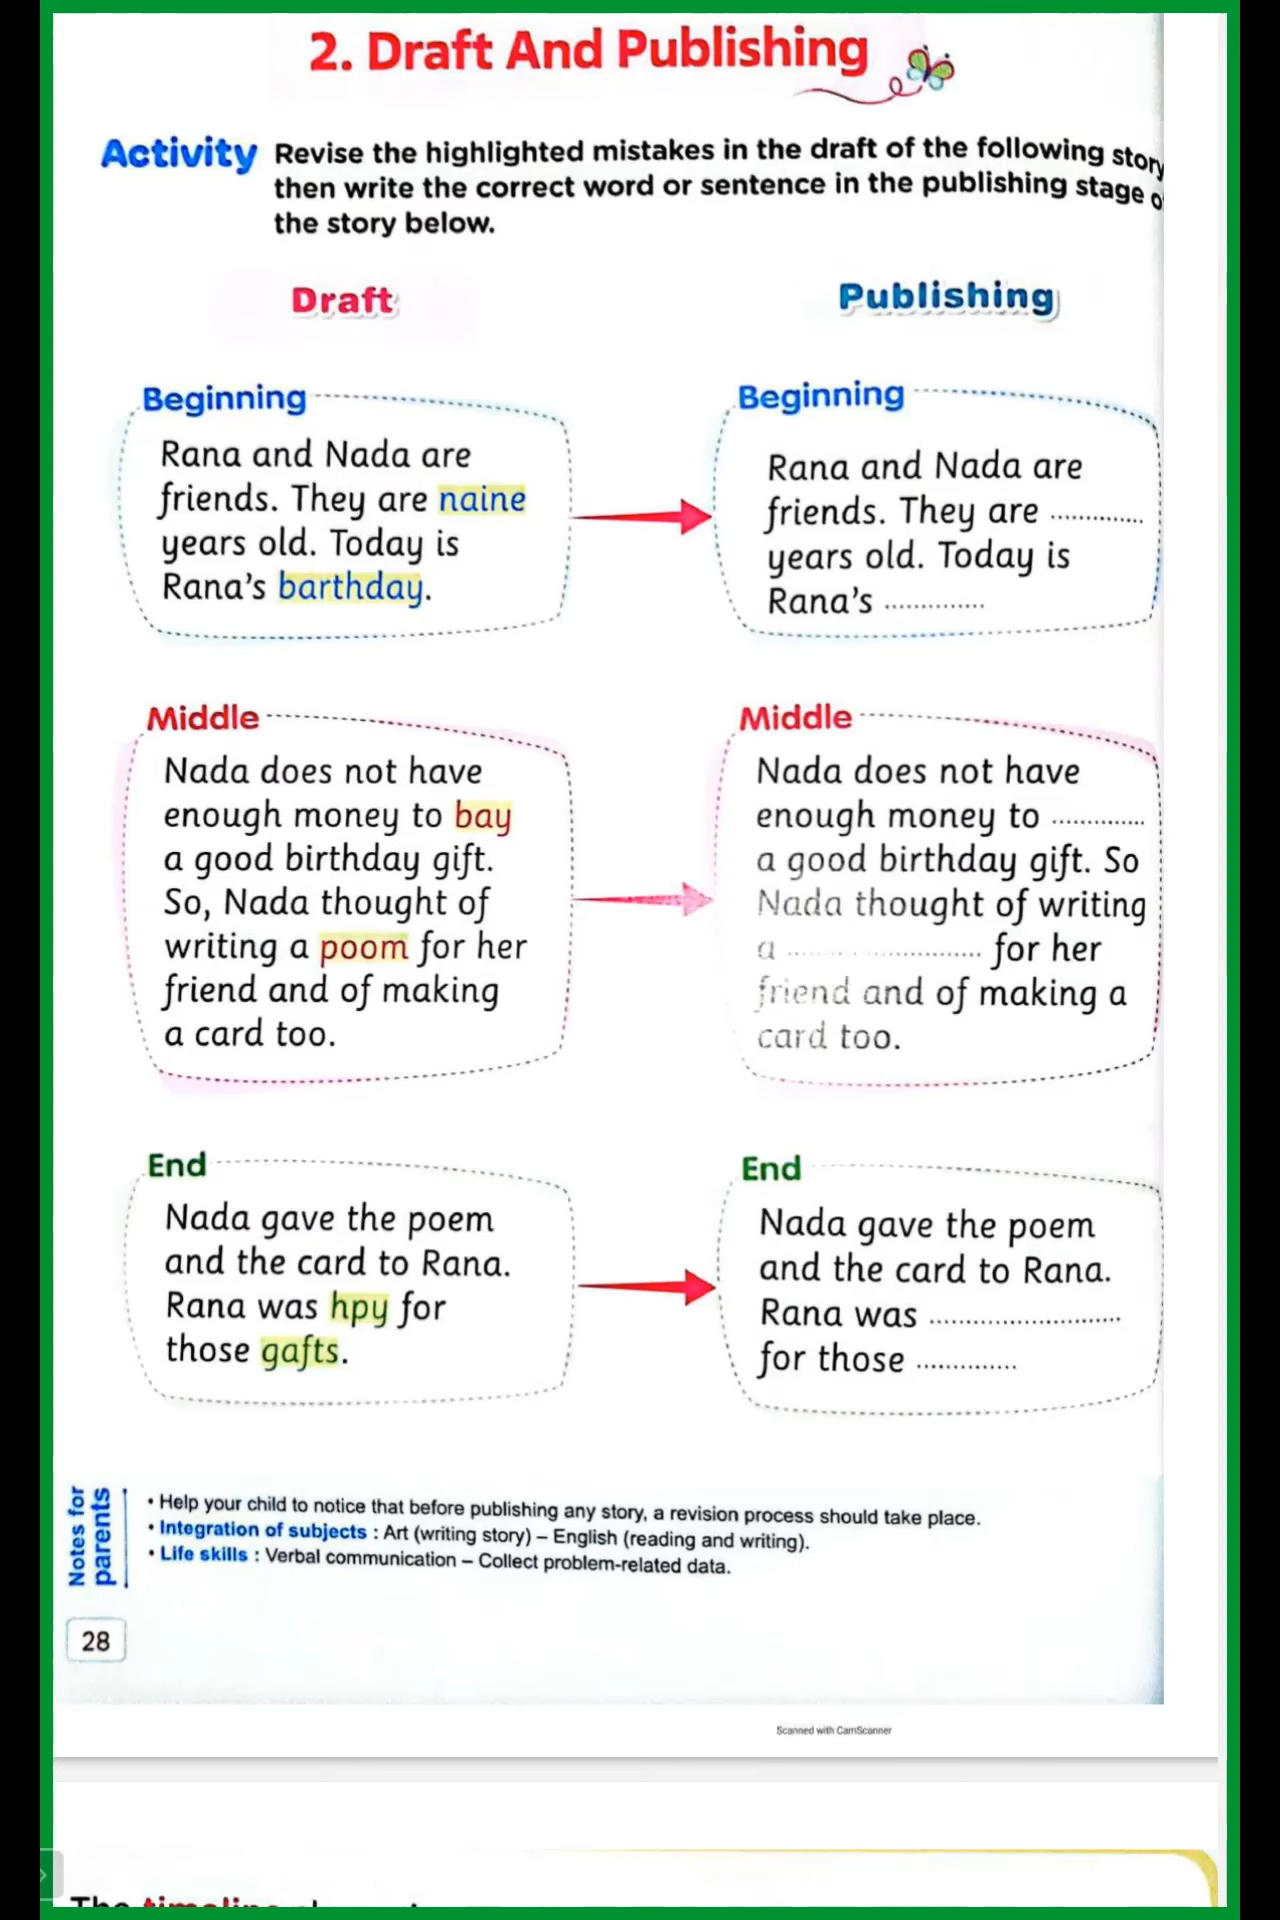 2. Draft And Publishing
Activity Revise the highlighted mistakes in the draft of the following story
then write the correct word or sentence in the publishing stage
the story below.
Draft
Beginning
Rana and Nada are
friends. They are naine
years old. Today is
Rana's barthday.
Middle
Nada does not have
enough money to bay
a good birthday gift.
So, Nada thought of
writing a poom for her
friend and of making
a card too.
End
Nada gave the poem
and the card to Rana.
Rana was hpy for
those gafts.
Publishing
Beginning
Rana and Nada are
friends. They are .............
years old. Today is
Rana's ..............
Middle
Nada does not have
enough money to .............
a good birthday gift. So
Nada thought of writing
a ........................... for her
friend and of making a
card too.
End
Nada gave the poem
and the card to Rana.
Rana was ...........................
for those ..............
Notes for
parents
• Help your child to notice that before publishing any story, a revision process should take place.
• Integration of subjects : Art (writing story) – English (reading and writing).
• Life skills : Verbal communication – Collect problem-related data.
28
Scanned with CamScanner
The timeline